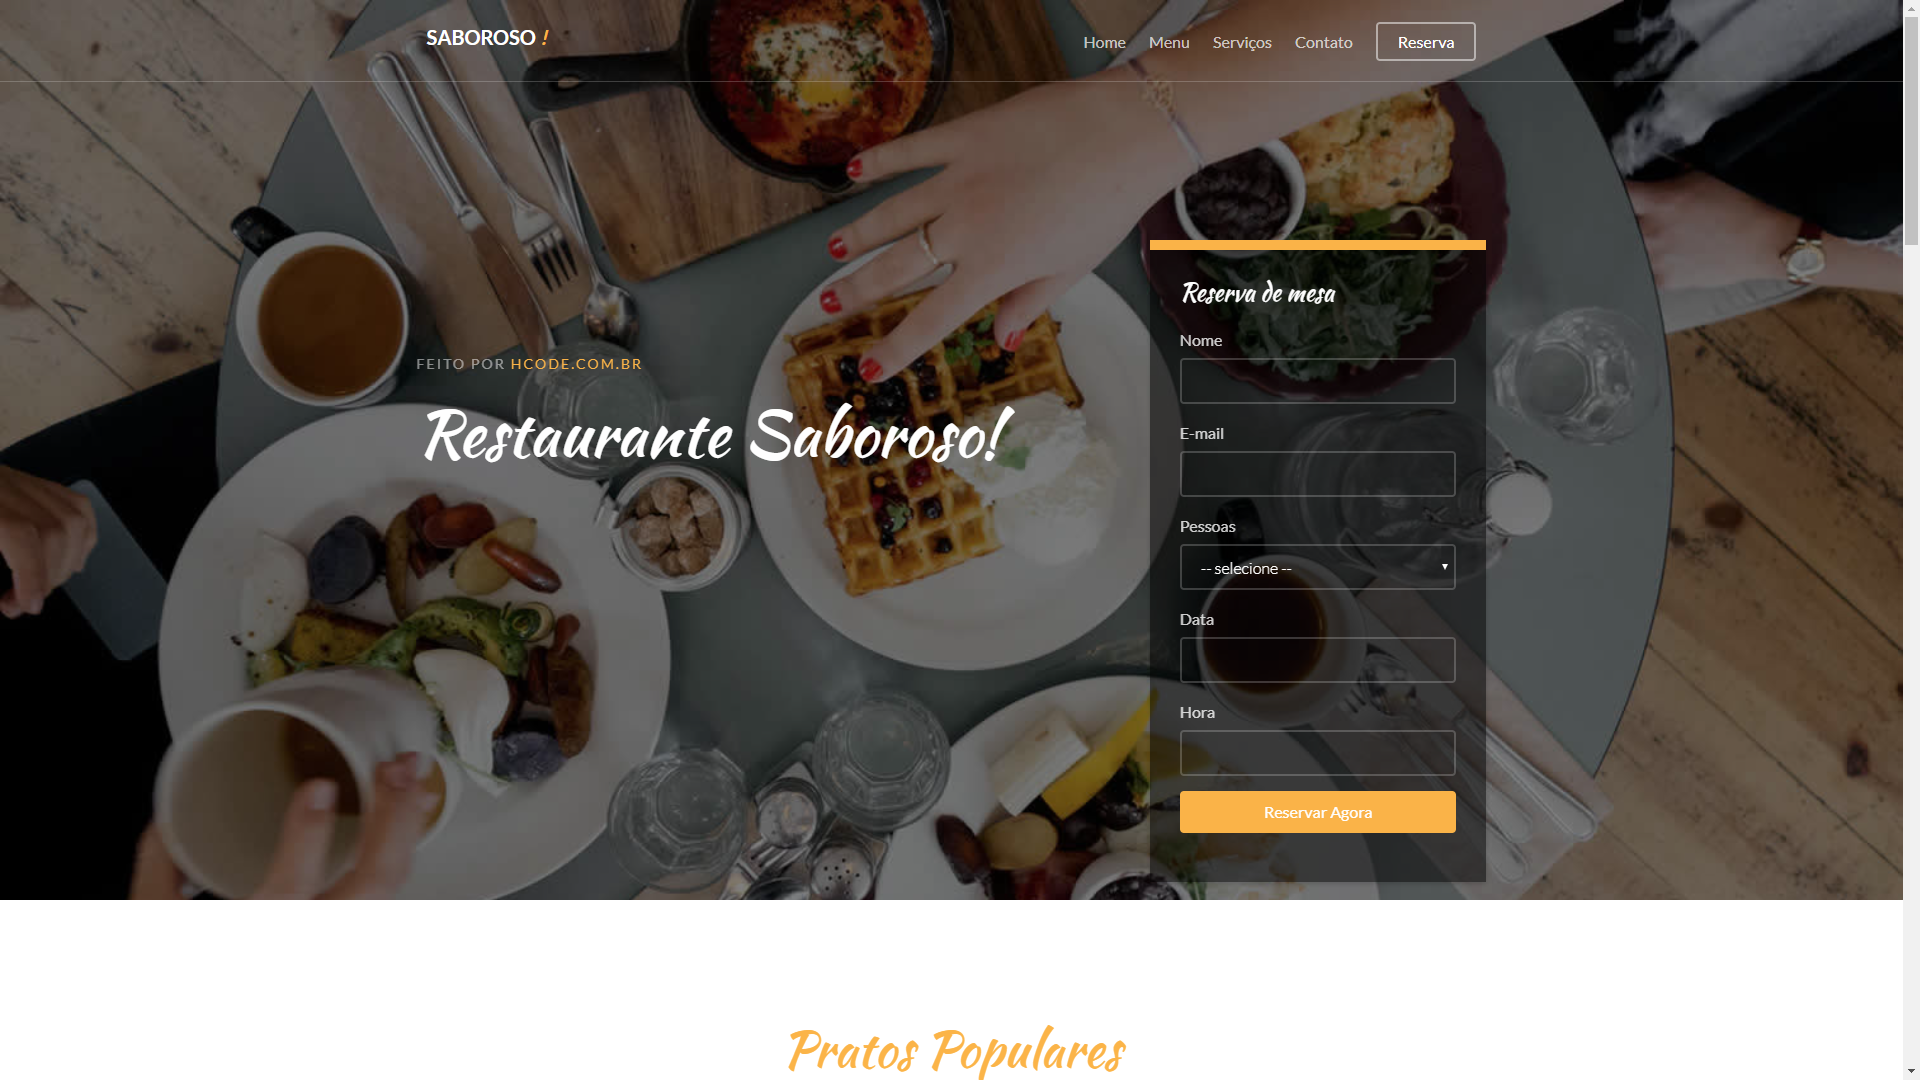 SABOROSO !
Home Menu Serviços Contato Reserva
Reserva de mesa
Nome
FEITO POR HCODE.COM.BR
Restaurante Saboroso!
E-mail
Pessoas
-- selecione --
Data
Hora
Reservar Agora
Pratos Populares